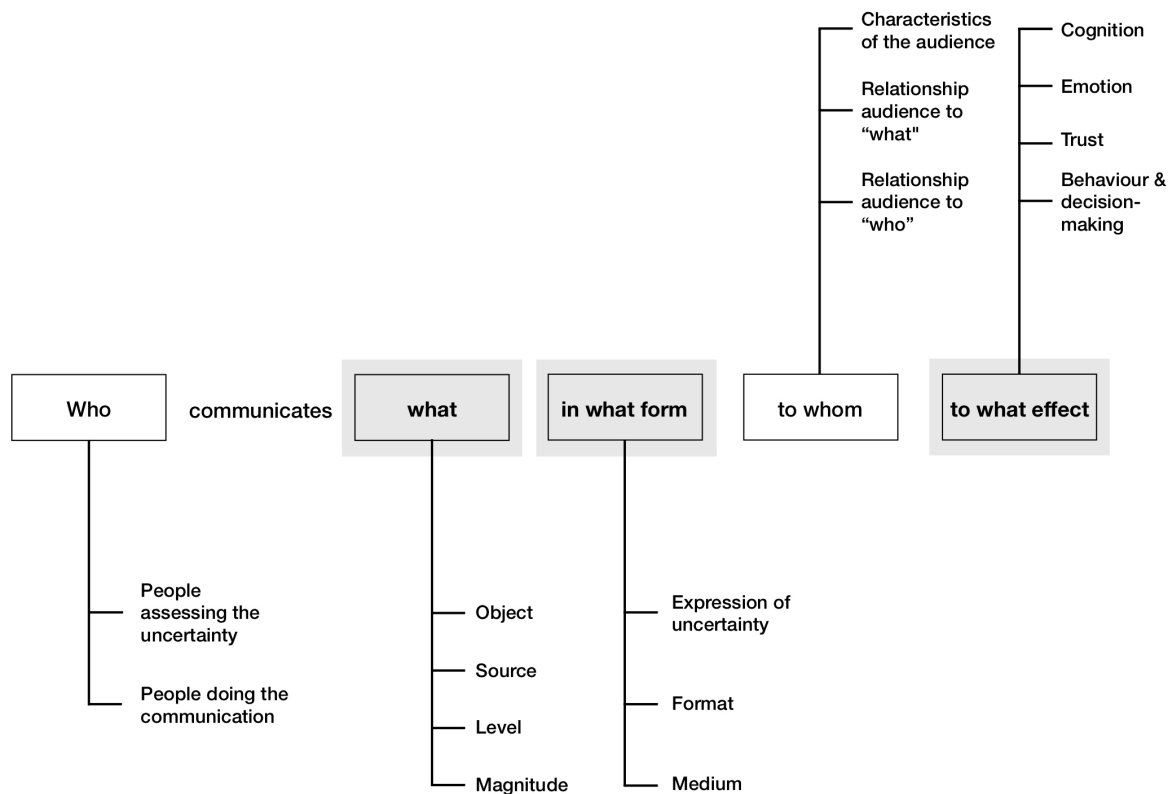 Characteristics
of the audience
Relationship
audience to
“what"
Relationship
audience to
“who”
Cognition
Emotion
Trust
Behaviour &
decision-
making
Who
communicates
what
in what form
to whom
to what effect
People
assessing the
uncertainty
People doing the
communication
Object
Source
Level
Magnitude
Expression of
uncertainty
Format
Medium